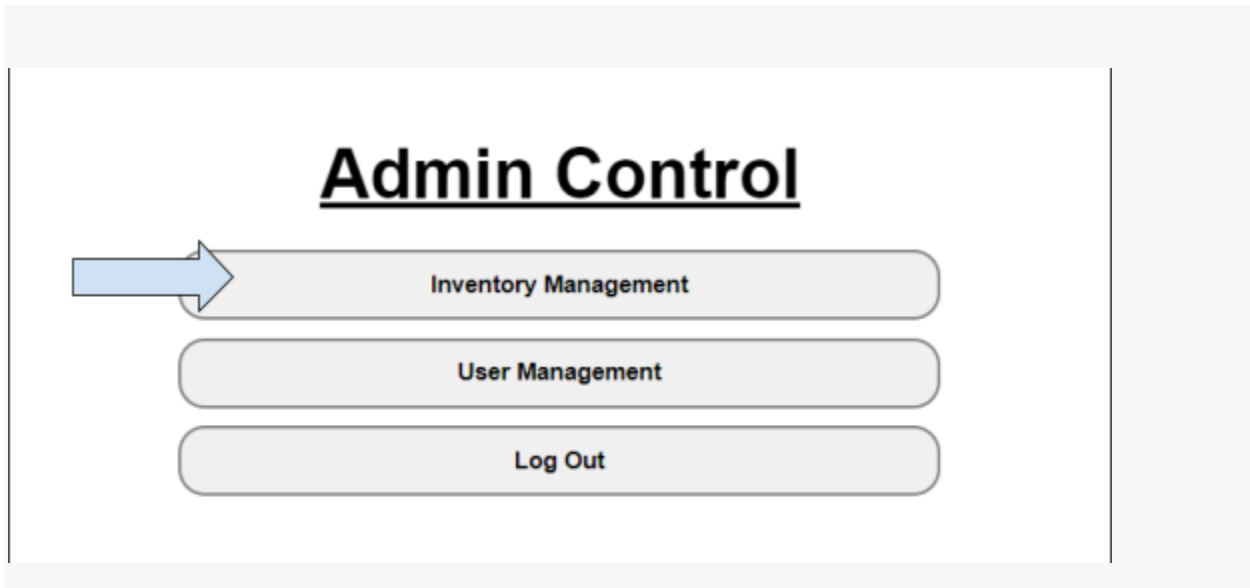 Admin Control
Inventory Management
User Management
Log Out